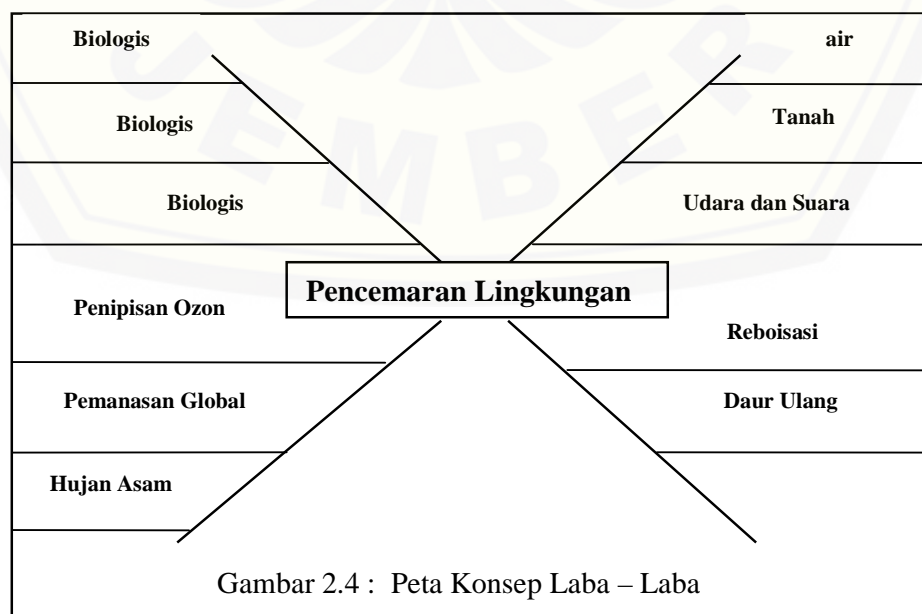 Biologis
air
Biologis
Tanah
Biologis
Udara dan Suara
Pencemaran Lingkungan
Penipisan Ozon
Reboisasi
Pemanasan Global
Daur Ulang
Hujan Asam
Gambar 2.4 : Peta Konsep Laba – Laba